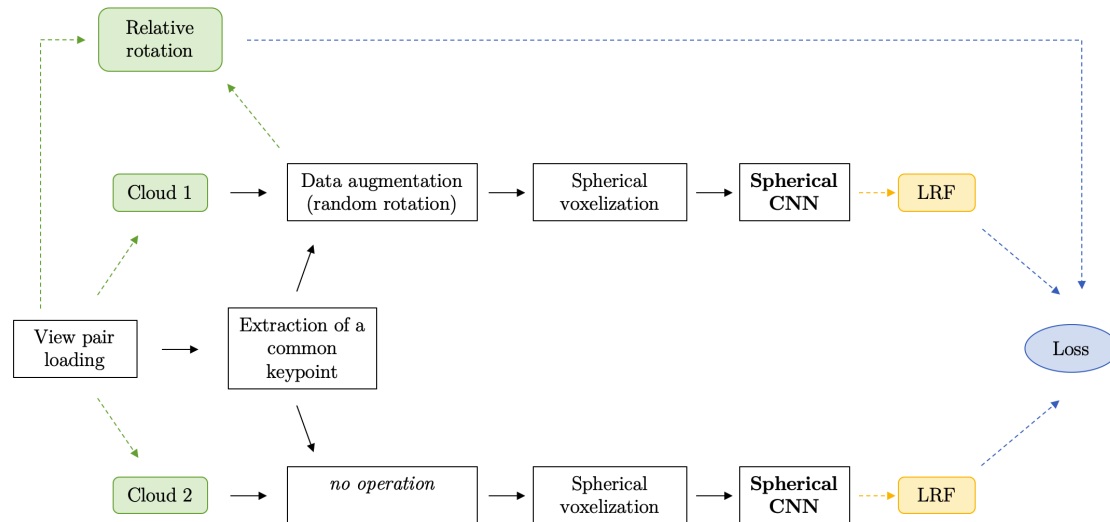 Relative
rotation
Cloud 1
Data augmentation
(random rotation)
Spherical
voxelization
Spherical
CNN
LRF
View pair
loading
Extraction of a
common
keypoint
Loss
Cloud 2
no operation
Spherical
voxelization
Spherical
CNN
LRF